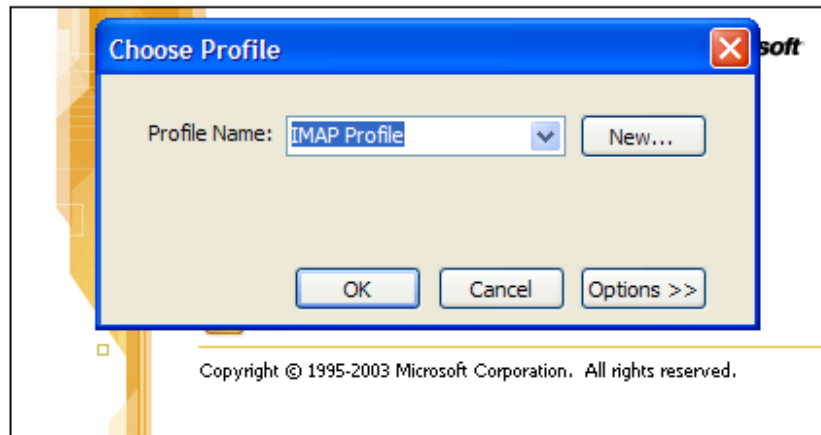 Choose Profile
soft
Profile Name: IMAP Profile New...
OK Cancel Options >>
Copyright © 1995-2003 Microsoft Corporation. All rights reserved.